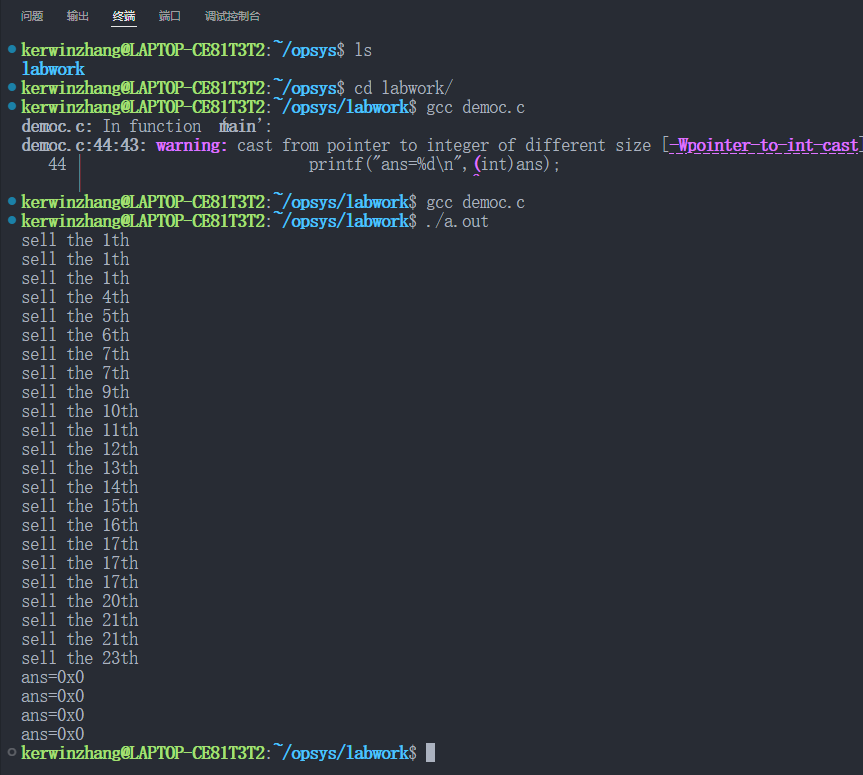 问题 输出 终端 端口 调试控制台
kerwinzhang@LAPTOP-CE81T3T2:~/opsys$ ls
labwork
kerwinzhang@LAPTOP-CE81T3T2:~/opsys$ cd labwork/
kerwinzhang@LAPTOP-CE81T3T2:~/opsys/labwork$ gcc democ.c
democ.c: In function ‘main’:
democ.c:44:43: warning: cast from pointer to integer of different size [-Wpointer-to-int-cast]
44 | printf("ans=%d\n",(int)ans);
| ^
kerwinzhang@LAPTOP-CE81T3T2:~/opsys/labwork$ gcc democ.c
kerwinzhang@LAPTOP-CE81T3T2:~/opsys/labwork$ ./a.out
sell the 1th
sell the 1th
sell the 1th
sell the 4th
sell the 5th
sell the 6th
sell the 7th
sell the 7th
sell the 9th
sell the 10th
sell the 11th
sell the 12th
sell the 13th
sell the 14th
sell the 15th
sell the 16th
sell the 17th
sell the 17th
sell the 17th
sell the 20th
sell the 21th
sell the 21th
sell the 23th
ans=0x0
ans=0x0
ans=0x0
ans=0x0
kerwinzhang@LAPTOP-CE81T3T2:~/opsys/labwork$